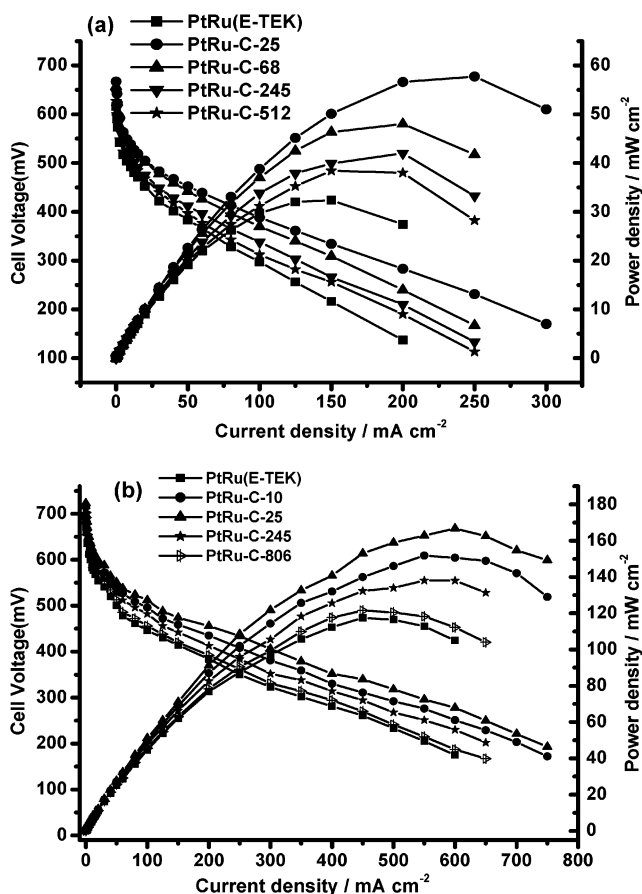 (a)
PtRu(E-TEK)
PtRu-C-25
PtRu-C-68
PtRu-C-245
PtRu-C-512
700
600
500
400
300
200
100
Cell Voltage(mV)
60
50
40
30
20
10
0
Power density / mW cm-2
0 50 100 150 200 250 300
Current density / mA cm-2
(b)
PtRu(E-TEK)
PtRu-C-10
PtRu-C-25
PtRu-C-245
PtRu-C-806
700
600
500
400
300
200
100
0
Cell Voltage(mV)
180
160
140
120
100
80
60
40
20
0
Power density / mW cm-2
0 100 200 300 400 500 600 700 800
Current density / mA cm-2